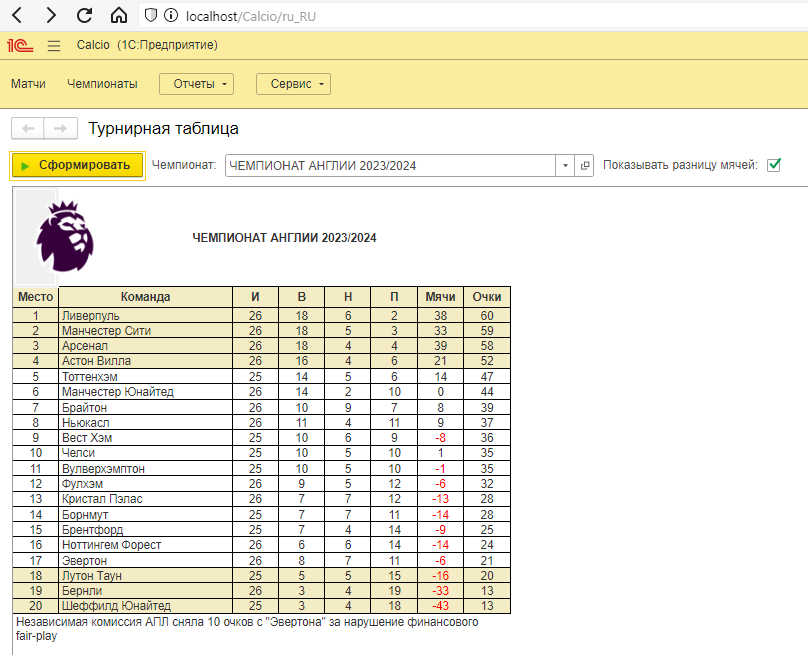 localhost/Calcio/ru_RU
1С Calcio (1С:Предприятие)
Матчи Чемпионаты Отчеты Сервис
Турнирная таблица
Сформировать Чемпионат: ЧЕМПИОНАТ АНГЛИИ 2023/2024 Показывать разницу мячей:
ЧЕМПИОНАТ АНГЛИИ 2023/2024
Место Команда И В Н П Мячи Очки
1 Ливерпуль 26 18 6 2 38 60
2 Манчестер Сити 26 18 5 3 33 59
3 Арсенал 26 18 4 4 39 58
4 Астон Вилла 26 16 4 6 21 52
5 Тоттенхэм 25 14 5 6 14 47
6 Манчестер Юнайтед 26 14 2 10 0 44
7 Брайтон 26 10 9 7 8 39
8 Ньюкасл 26 11 4 11 9 37
9 Вест Хэм 25 10 6 9 -8 36
10 Челси 25 10 5 10 1 35
11 Вулверхэмптон 25 10 5 10 -1 35
12 Фулхэм 26 9 5 12 -6 32
13 Кристал Пэлас 26 7 7 12 -13 28
14 Борнмут 25 7 7 11 -14 28
15 Брентфорд 25 7 4 14 -9 25
16 Ноттингем Форест 26 6 6 14 -14 24
17 Эвертон 26 8 7 11 -6 21
18 Лутон Таун 25 5 5 15 -16 20
19 Бернли 26 3 4 19 -33 13
20 Шеффилд Юнайтед 25 3 4 18 -43 13
Независимая комиссия АПЛ сняла 10 очков с "Эвертона" за нарушение финансового
fair-play